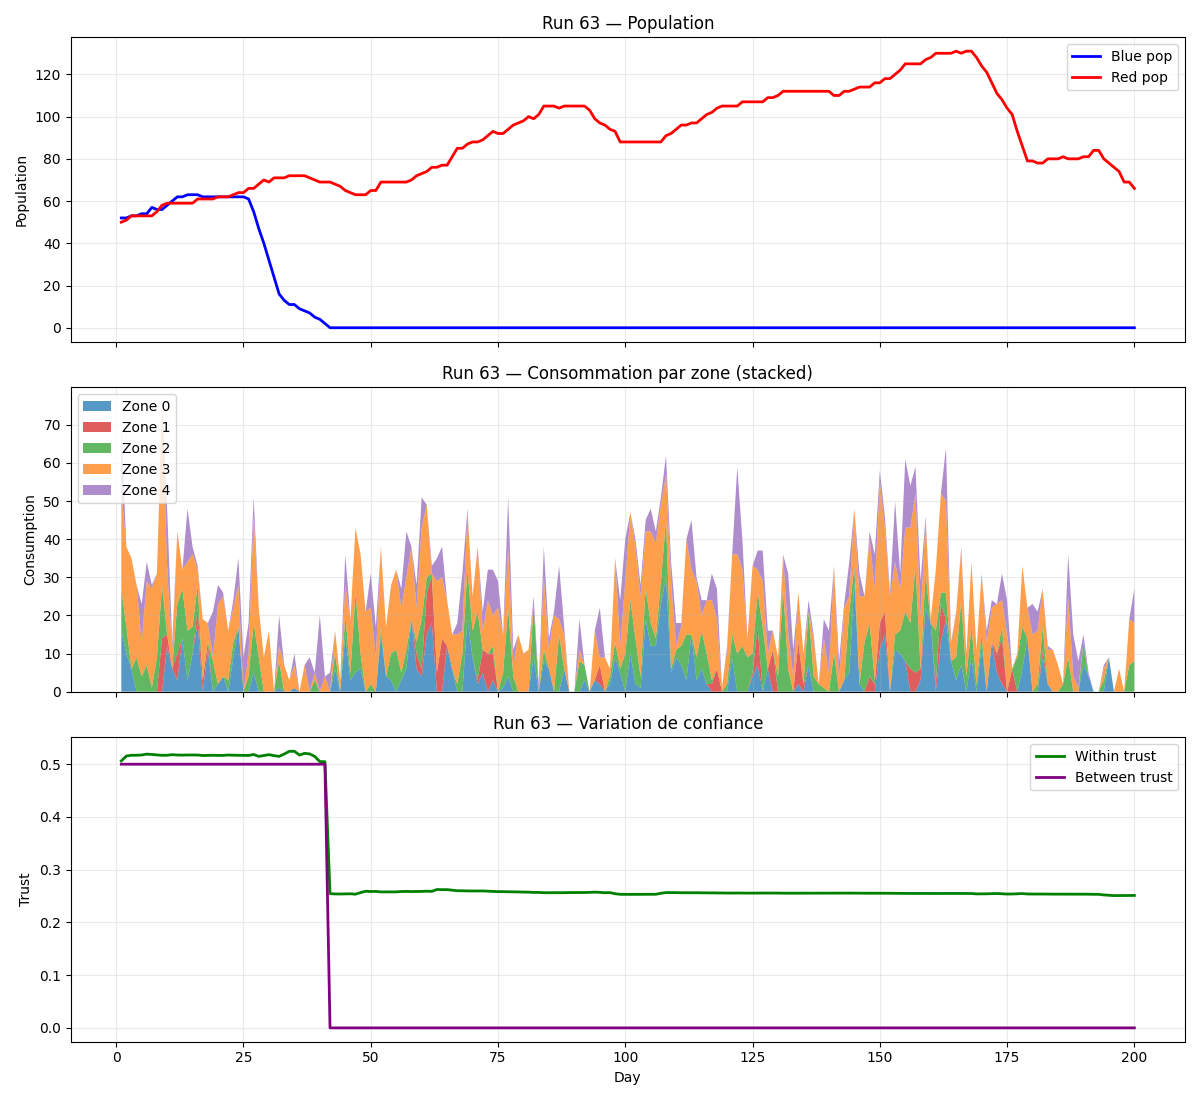 Run 63 — Population
Population
120
100
80
60
40
20
0
Blue pop
Red pop
Run 63 — Consommation par zone (stacked)
Consumption
70
60
50
40
30
20
10
0
Zone 0
Zone 1
Zone 2
Zone 3
Zone 4
Run 63 — Variation de confiance
Trust
0.5
0.4
0.3
0.2
0.1
0.0
Within trust
Between trust
0 25 50 75 100 125 150 175 200
Day